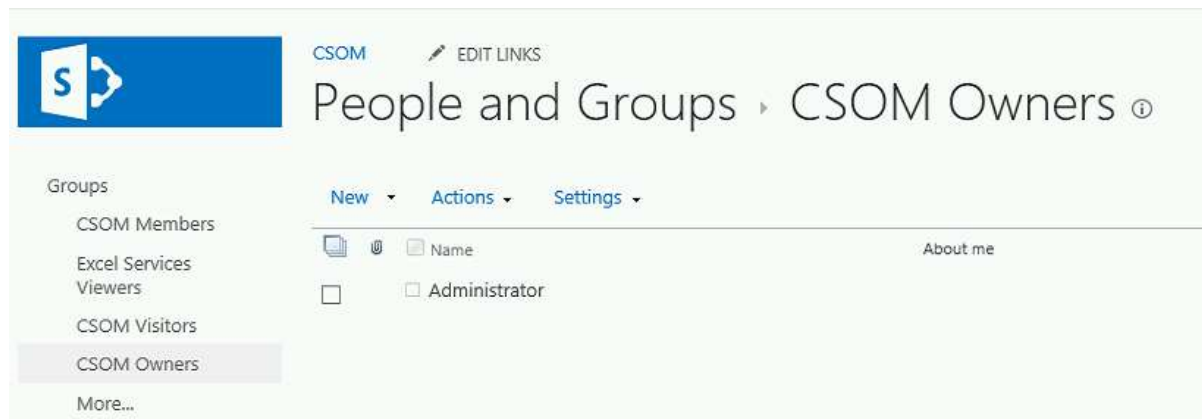 S
CSOM EDIT LINKS
People and Groups CSOM Owners
Groups
CSOM Members
Excel Services
Viewers
CSOM Visitors
CSOM Owners
More...
New Actions Settings
Name About me
Administrator